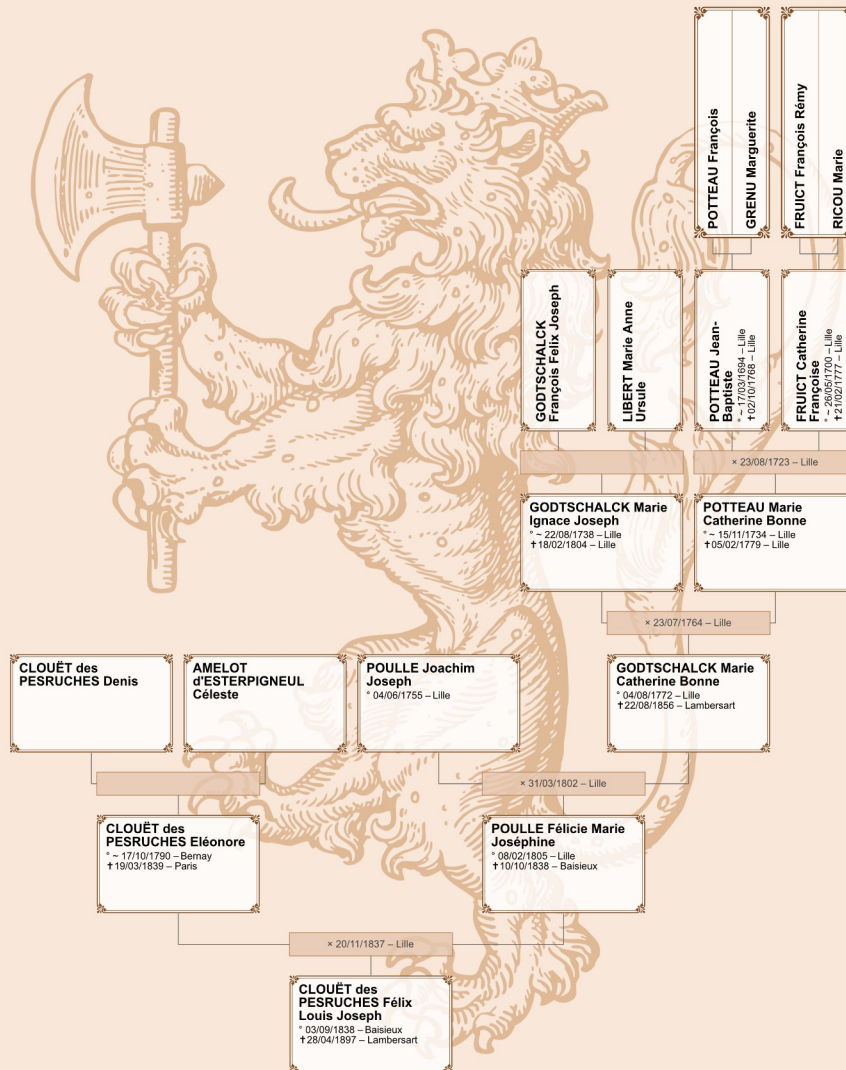 POTTEAU François
GRENU Marguerite
FRUICT François Rémy
RICOU Marie
GODTSCHALCK
François Félix Joseph
LIBERT Marie Anne
Ursule
POTTEAU Jean-
Baptiste
° ~ 17/03/1694 – Lille
†02/10/1768 – Lille
FRUICT Catherine
Françoise
° ~ 26/05/1700 – Lille
†21/02/1777 – Lille
× 23/08/1723 – Lille
GODTSCHALCK Marie
Ignace Joseph
° ~ 22/08/1738 – Lille
†18/02/1804 – Lille
POTTEAU Marie
Catherine Bonne
° ~ 15/11/1734 – Lille
†05/02/1779 – Lille
× 23/07/1764 – Lille
CLOUËT des
PESRUCHES Denis
AMELOT
d'ESTERPIGNEUL
Céleste
POULLE Joachim
Joseph
° 04/06/1755 – Lille
GODTSCHALCK Marie
Catherine Bonne
° 04/08/1772 – Lille
†22/08/1856 – Lambersart
× 31/03/1802 – Lille
CLOUËT des
PESRUCHES Eléonore
° ~ 17/10/1790 – Bernay
†19/03/1839 – Paris
POULLE Félicie Marie
Joséphine
° 08/02/1805 – Lille
†10/10/1838 – Baisieux
× 20/11/1837 – Lille
CLOUËT des
PESRUCHES Félix
Louis Joseph
° 03/09/1838 – Baisieux
†28/04/1897 – Lambersart